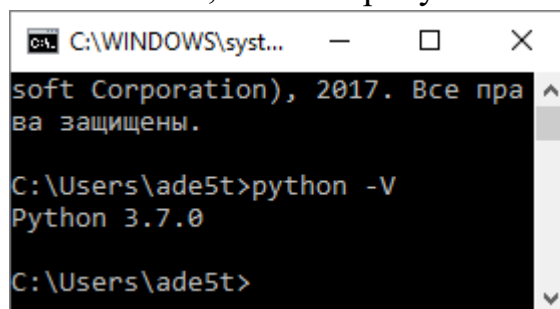 C:\WINDOWS\syst...
soft Corporation), 2017. Все пра
ва защищены.
C:\Users\ade5t>python -V
Python 3.7.0
C:\Users\ade5t>